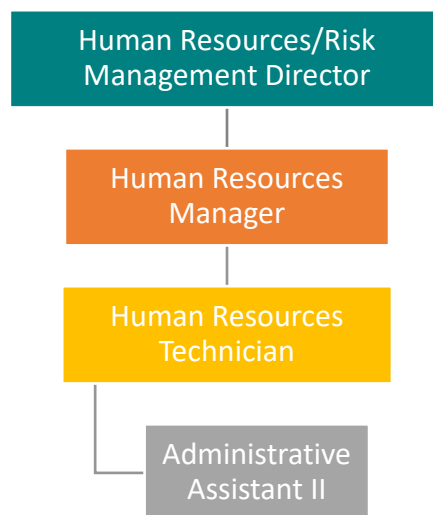 Human Resources/Risk
Management Director
Human Resources
Manager
Human Resources
Technician
Administrative
Assistant II